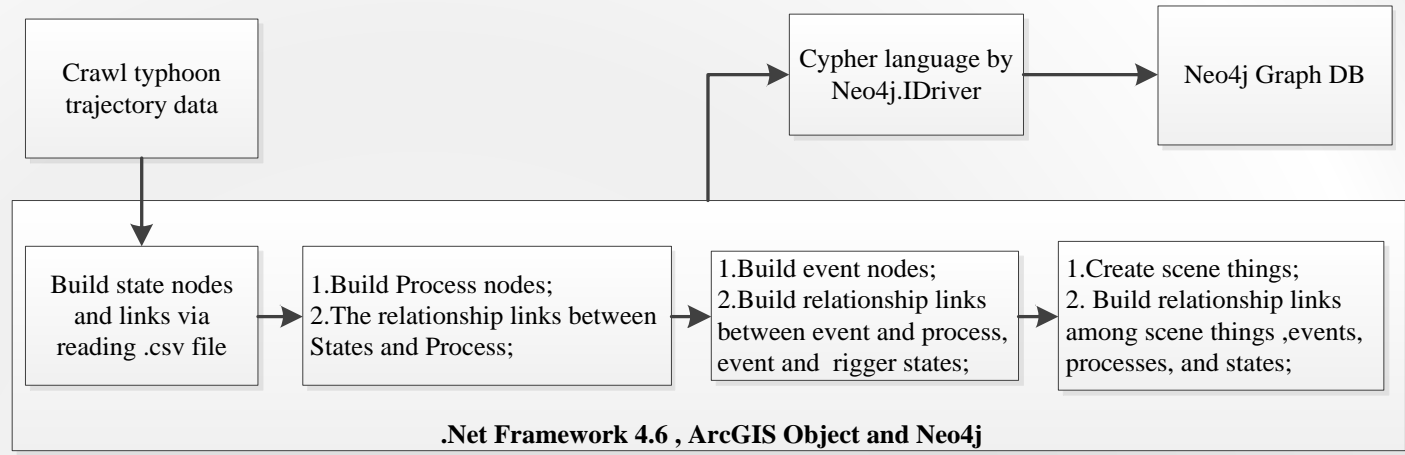 Crawl typhoon
trajectory data
Cypher language by
Neo4j.IDriver
Neo4j Graph DB
Build state nodes
and links via
reading .csv file
1.Build Process nodes;
2.The relationship links between
States and Process;
1.Build event nodes;
2.Build relationship links
between event and process,
event and  rigger states;
1.Create scene things;
2. Build relationship links
among scene things ,events,
processes, and states;
.Net Framework 4.6 , ArcGIS Object and Neo4j